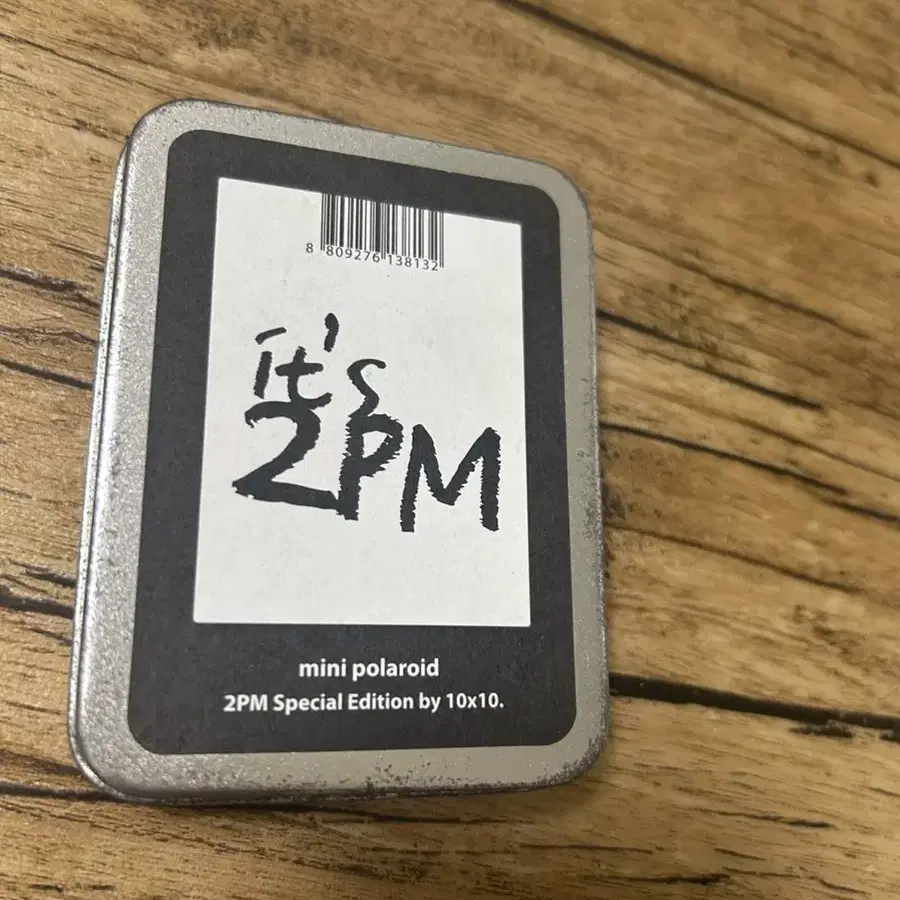 8 809276 138132
it's
2PM
mini polaroid
2PM Special Edition by 10x10.